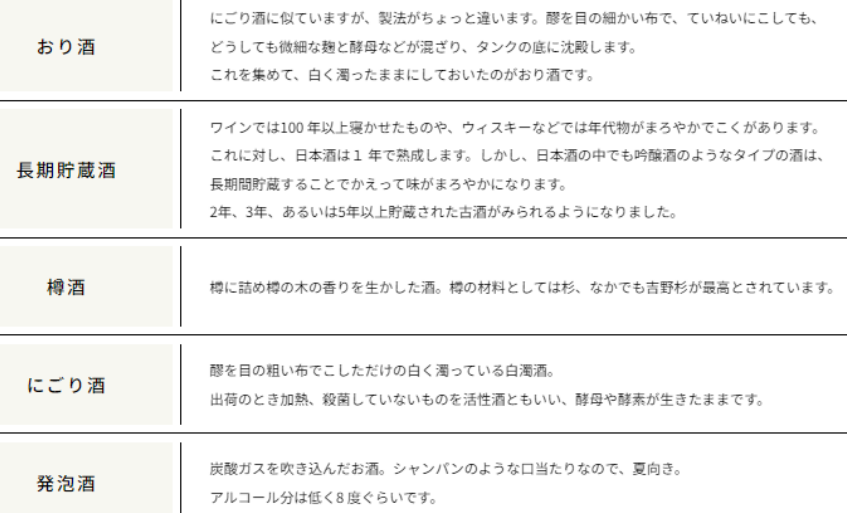 おり酒
にごり酒に似ていますが、製法がちょっと違います。醪を目の細かい布で、ていねいにこしても、
どうしても微細な麹と酵母などが混ざり、タンクの底に沈殿します。
これを集めて、白く濁ったままにしておいたのがおり酒です。
長期貯蔵酒
ワインでは100 年以上寝かせたものや、ウィスキーなどでは年代物がまろやかでこくがあります。
これに対し、日本酒は１ 年で熟成します。しかし、日本酒の中でも吟醸酒のようなタイプの酒は、
長期間貯蔵することでかえって味がまろやかになります。
2年、3年、あるいは5年以上貯蔵された古酒がみられるようになりました。
樽酒
樽に詰め樽の木の香りを生かした酒。樽の材料としては杉、なかでも吉野杉が最高とされています。
にごり酒
醪を目の粗い布でこしただけの白く濁っている白濁酒。
出荷のとき加熱、殺菌していないものを活性酒ともいい、酵母や酵素が生きたままです。
発泡酒
炭酸ガスを吹き込んだお酒。シャンパンのような口当たりなので、夏向き。
アルコール分は低く8 度ぐらいです。